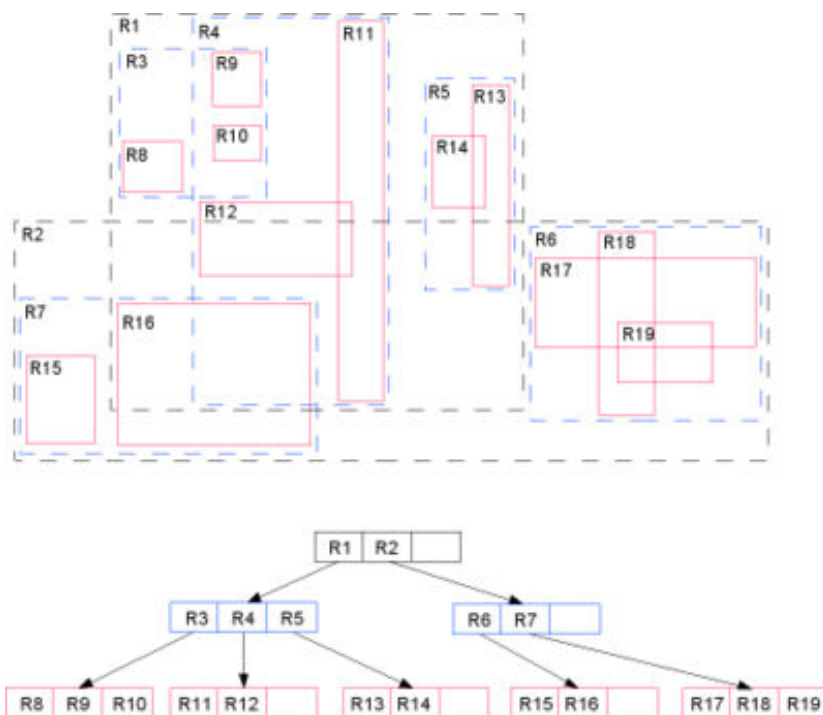 R1 R4 R11
R3 R9
R5 R13
R10 R14
R8
R12
R2 R6 R18
R17
R7
R16 R19
R15
R1 R2
R3 R4 R5 R6 R7
R8 R9 R10 R11 R12 R13 R14 R15 R16 R17 R18 R19